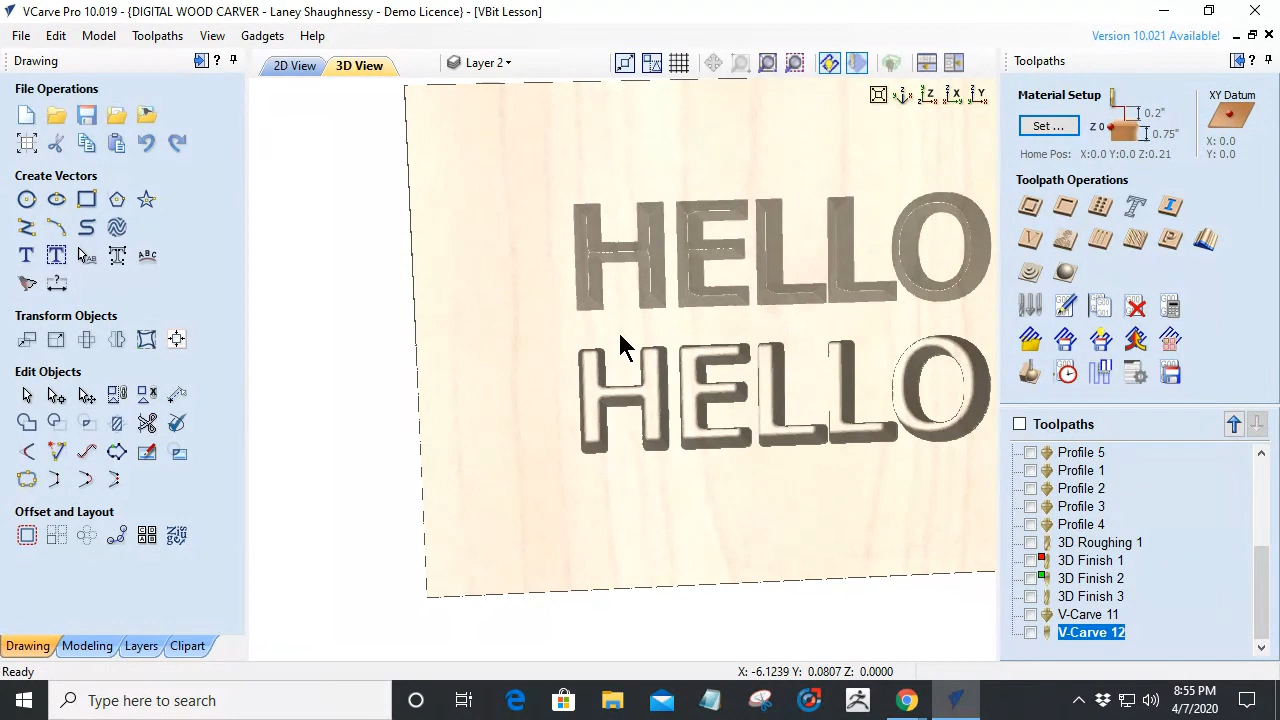 VCarve Pro 10.019 - {DIGITAL WOOD CARVER - Laney Shaughnessy - Demo Licence} - [VBit Lesson]
File Edit Model Toolpaths View Gadgets Help
Version 10.021 Available!
Drawing
File Operations
Create Vectors
Transform Objects
Edit Objects
Offset and Layout
Drawing Modeling Layers Clipart
2D View 3D View Layer 2
HELLO
HELLO
Toolpaths
Material Setup
XY Datum
Set ...
Z 0
0.2"
0.75"
X: 0.0
Y: 0.0
Home Pos: X:0.0 Y:0.0 Z:0.21
Toolpath Operations
Toolpaths
Profile 5
Profile 1
Profile 2
Profile 3
Profile 4
3D Roughing 1
3D Finish 1
3D Finish 2
3D Finish 3
V-Carve 11
V-Carve 12
Ready
X: -6.1239 Y: 0.0807 Z: 0.0000
Type here to search
8:55 PM
4/7/2020